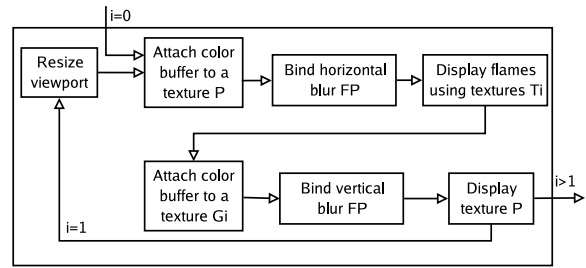 i=0
Resize
viewport
Attach color
buffer to a
texture P
Bind horizontal
blur FP
Display flames
using textures Ti
Attach color
buffer to a
texture Gi
Bind vertical
blur FP
Display
texture P
i>1
i=1